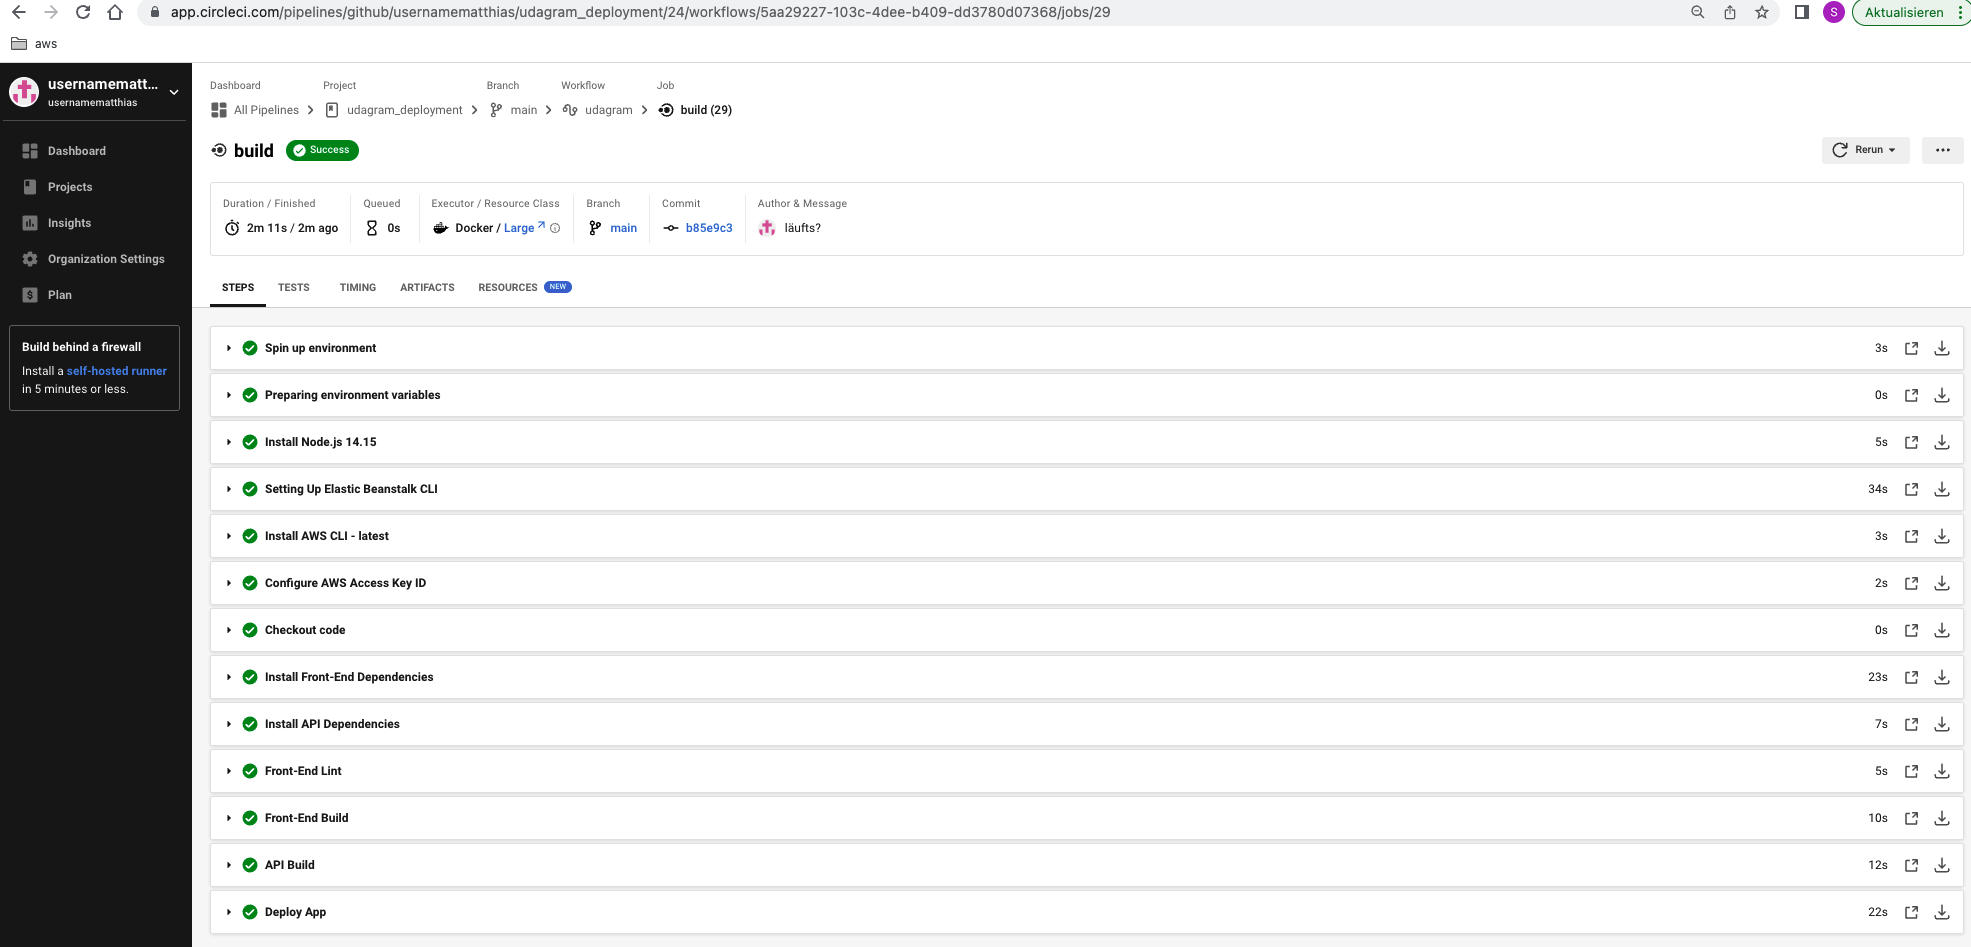 app.circleci.com/pipelines/github/usernamematthias/udagram_deployment/24/workflows/5aa29227-103c-4dee-b409-dd3780d07368/jobs/29
S
Aktualisieren
aws
usernamematt...
usernamematthias
Dashboard
Projects
Insights
Organization Settings
Plan
Build behind a firewall
Install a self-hosted runner
in 5 minutes or less.
Dashboard Project Branch Workflow Job
All Pipelines udagram_deployment main udagram build (29)
build Success
Rerun
Duration / Finished Queued Executor / Resource Class Branch Commit Author & Message
2m 11s / 2m ago 0s Docker / Large main b85e9c3 läufts?
STEPS TESTS TIMING ARTIFACTS RESOURCES NEW
Spin up environment 3s
Preparing environment variables 0s
Install Node.js 14.15 5s
Setting Up Elastic Beanstalk CLI 34s
Install AWS CLI - latest 3s
Configure AWS Access Key ID 2s
Checkout code 0s
Install Front-End Dependencies 23s
Install API Dependencies 7s
Front-End Lint 5s
Front-End Build 10s
API Build 12s
Deploy App 22s